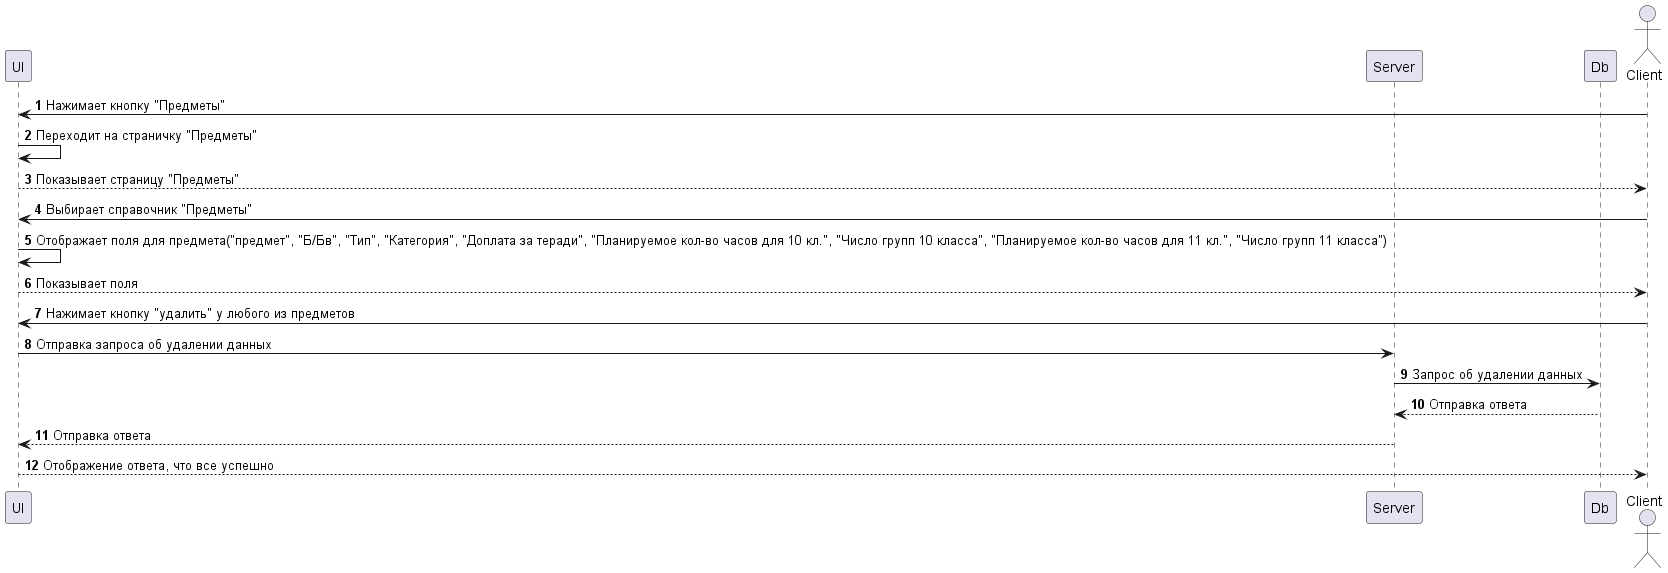 Client
UI
Server
Db
1 Нажимает кнопку "Предметы"
2 Переходит на страничку "Предметы"
3 Показывает страницу "Предметы"
4 Выбирает справочник "Предметы"
5 Отображает поля для предмета("предмет", "Б/Бв", "Тип", "Категория", "Доплата за теради", "Планируемое кол-во часов для 10 кл.", "Число групп 10 класса", "Планируемое кол-во часов для 11 кл.", "Число групп 11 класса")
6 Показывает поля
7 Нажимает кнопку "удалить" у любого из предметов
8 Отправка запроса об удалении данных
9 Запрос об удалении данных
10 Отправка ответа
11 Отправка ответа
12 Отображение ответа, что все успешно
UI
Server
Db
Client